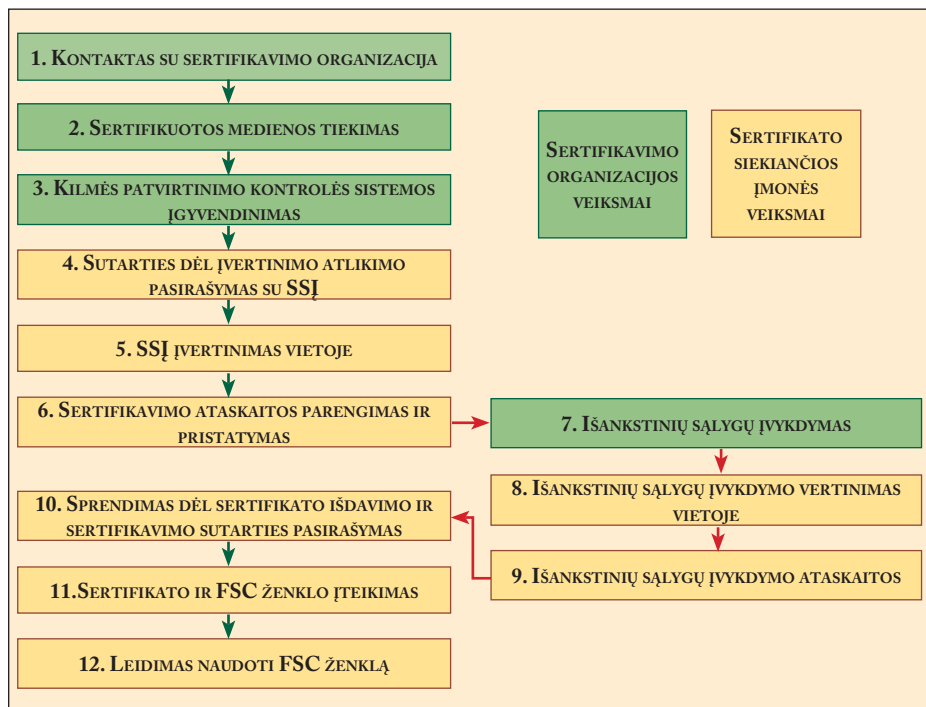 1. Kontaktas su sertifikavimo organizacija
2. Sertifikuotos medienos tiekimas
3. Kilmės patvirtinimo kontrolės sistemos
įgyvendinimas
4. Sutarties dėl įvertinimo atlikimo
pasirašymas su SSĮ
5. SSĮ įvertinimas vietoje
6. Sertifikavimo ataskaitos parengimas ir
pristatymas
Sertifikavimo
organizacijos
veiksmai
Sertifikato
siekiančios
įmonės
veiksmai
7. Išankstinių sąlygų įvykdymas
8. Išankstinių sąlygų įvykdymo vertinimas
vietoje
9. Išankstinių sąlygų įvykdymo ataskaitos
10. Sprendimas dėl sertifikato išdavimo ir
sertifikavimo sutarties pasirašymas
11.Sertifikato ir FSC ženklo įteikimas
12. Leidimas naudoti FSC ženklą